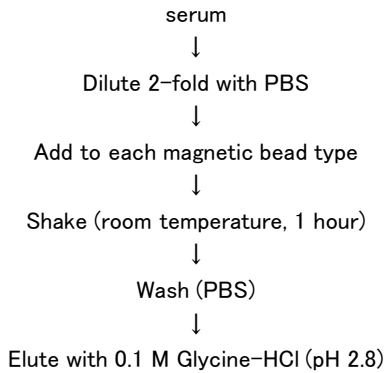 serum
↓
Dilute 2-fold with PBS
↓
Add to each magnetic bead type
↓
Shake (room temperature, 1 hour)
↓
Wash (PBS)
↓
Elute with 0.1 M Glycine-HCl (pH 2.8)